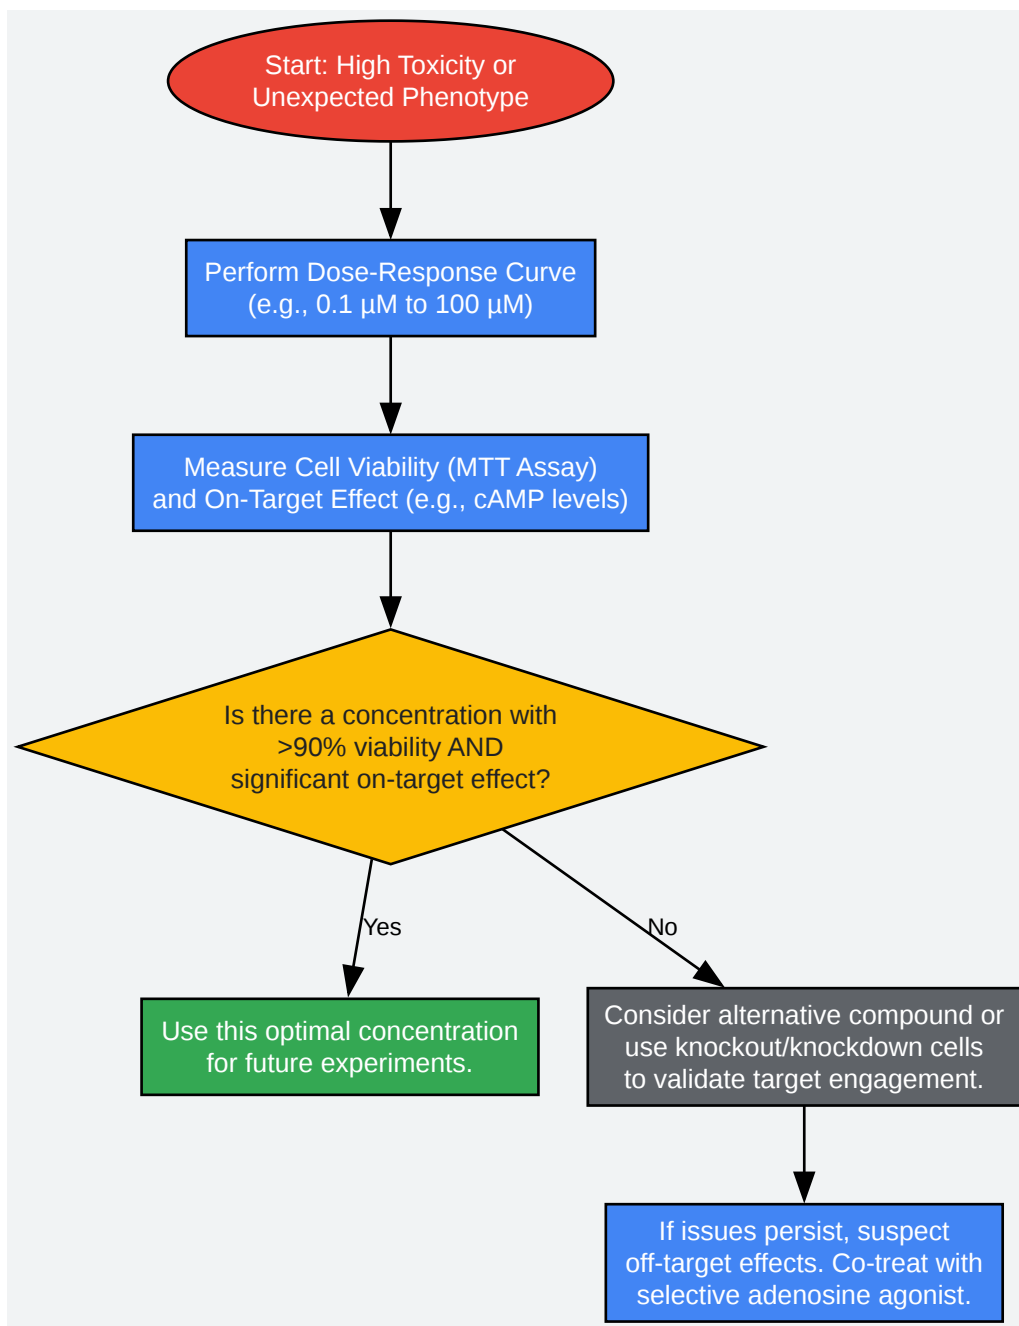 Start: High Toxicity or
Unexpected Phenotype
Perform Dose-Response Curve
(e.g., 0.1 µM to 100 µM)
Measure Cell Viability (MTT Assay)
and On-Target Effect (e.g., cAMP levels)
Is there a concentration with
>90% viability AND
significant on-target effect?
Yes
No
Use this optimal concentration
for future experiments.
Consider alternative compound or
use knockout/knockdown cells
to validate target engagement.
If issues persist, suspect
off-target effects. Co-treat with
selective adenosine agonist.